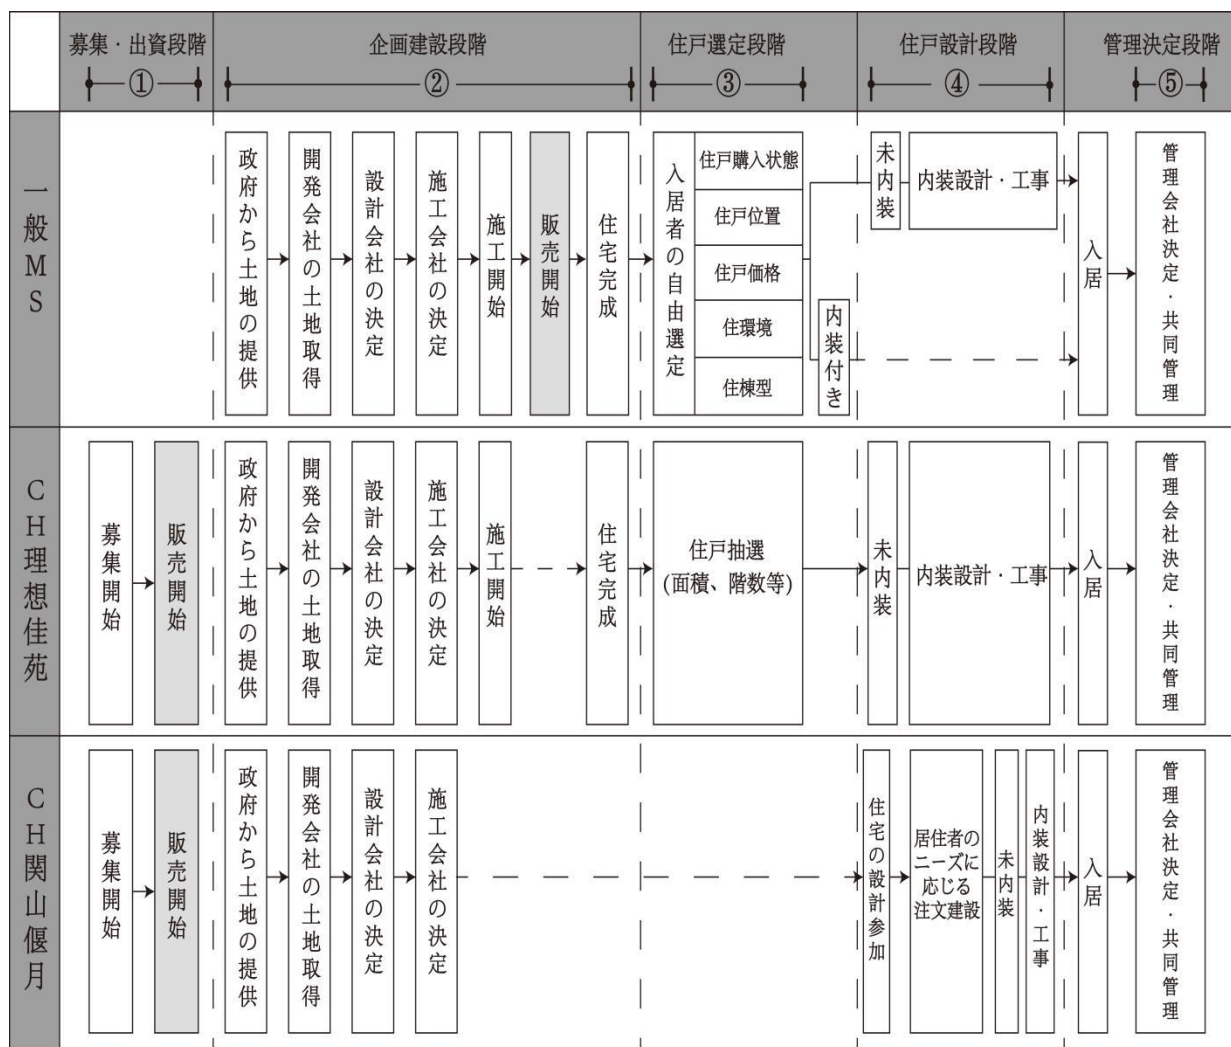 募集・出資段階
①
企画建設段階
②
住戸選定段階
③
住戸設計段階
④
管理決定段階
⑤
一般MS
政府から土地の提供
開発会社の土地取得
設計会社の決定
施工会社の決定
施工開始
販売開始
住宅完成
入居者の自由選定
住戸購入状態
住戸位置
住戸価格
住環境
住棟型
内装付き
未内装
内装設計・工事
入居
管理会社決定・共同管理
CH理想佳苑
募集開始
販売開始
政府から土地の提供
開発会社の土地取得
設計会社の決定
施工会社の決定
施工開始
住宅完成
住戸抽選
(面積、階数等)
未内装
内装設計・工事
入居
管理会社決定・共同管理
CH関山偃月
募集開始
販売開始
政府から土地の提供
開発会社の土地取得
設計会社の決定
施工会社の決定
住宅の設計参加
居住者の
ニーズに
応じる
注文建設
未内装
内装設計・工事
入居
管理会社決定・共同管理